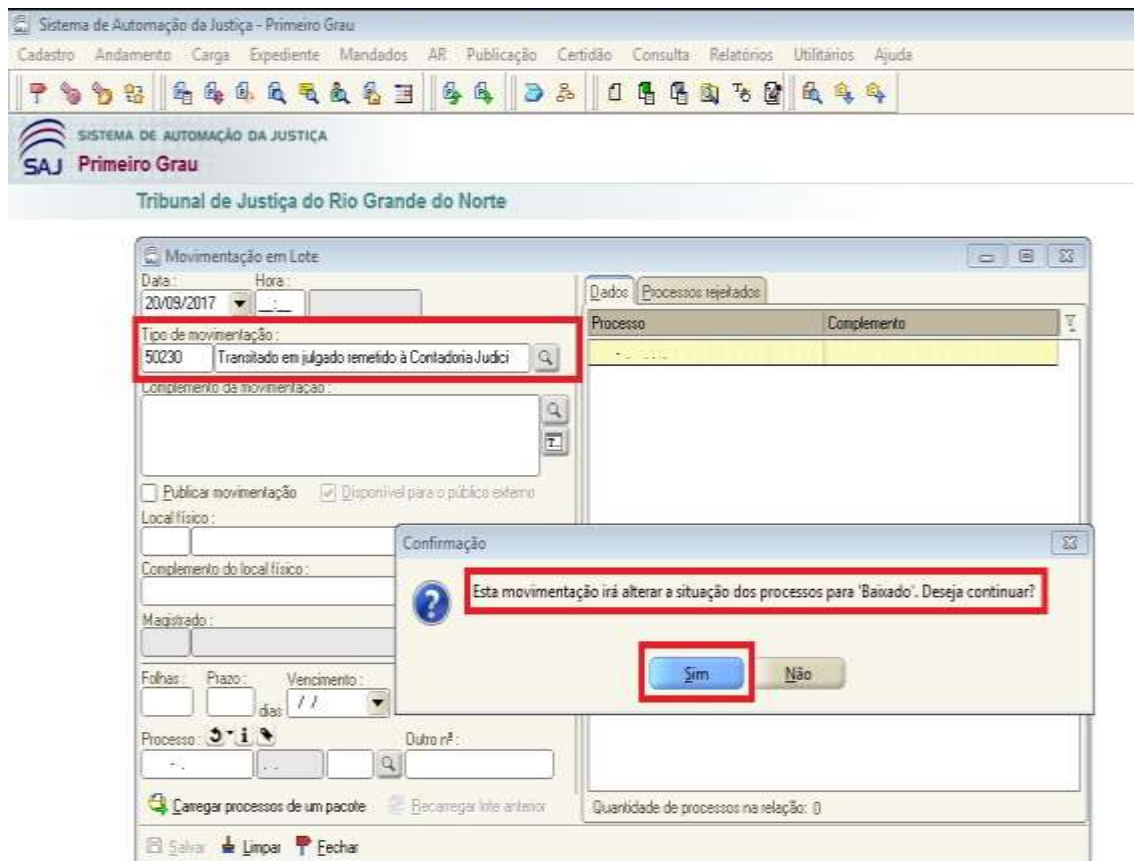 Sistema de Automação da Justiça - Primeiro Grau
Cadastro Andamento Carga Expediente Mandados AR Publicação Certidão Consulta Relatórios Utilitários Ajuda
SISTEMA DE AUTOMAÇÃO DA JUSTIÇA
SAJ Primeiro Grau
Tribunal de Justiça do Rio Grande do Norte
Movimentação em Lote
Data : Hora :
20/09/2017 __:__
Tipo de movimentação :
50230 Transitado em julgado remetido à Contadoria Judici
Complemento da movimentação :
Publicar movimentação Disponível para o público externo
Local físico :
Complemento do local físico :
Magistrado :
Folhas : Prazo : Vencimento :
dias / /
Processo : Outro nº :
Carregar processos de um pacote Recarregar lote anterior
Salvar Limpar Fechar
Dados Processos rejeitados
Processo Complemento
Quantidade de processos na relação: 0
Confirmação
Esta movimentação irá alterar a situação dos processos para 'Baixado'. Deseja continuar?
Sim Não